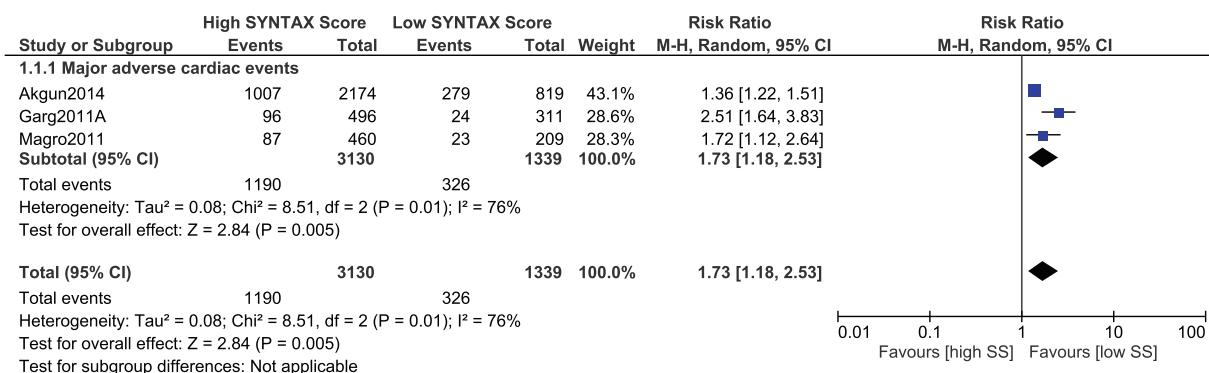 High SYNTAX Score Low SYNTAX Score Risk Ratio Risk Ratio
Study or Subgroup Events Total Events Total Weight M-H, Random, 95% CI M-H, Random, 95% CI
1.1.1 Major adverse cardiac events
Akgun2014 1007 2174 279 819 43.1% 1.36 [1.22, 1.51]
Garg2011A 96 496 24 311 28.6% 2.51 [1.64, 3.83]
Magro2011 87 460 23 209 28.3% 1.72 [1.12, 2.64]
Subtotal (95% CI) 3130 1339 100.0% 1.73 [1.18, 2.53]
Total events 1190 326
Heterogeneity: Tau² = 0.08; Chi² = 8.51, df = 2 (P = 0.01); I² = 76%
Test for overall effect: Z = 2.84 (P = 0.005)
Total (95% CI) 3130 1339 100.0% 1.73 [1.18, 2.53]
Total events 1190 326
Heterogeneity: Tau² = 0.08; Chi² = 8.51, df = 2 (P = 0.01); I² = 76%
0.01 0.1 1 10 100
Test for overall effect: Z = 2.84 (P = 0.005)
Favours [high SS] Favours [low SS]
Test for subgroup differences: Not applicable